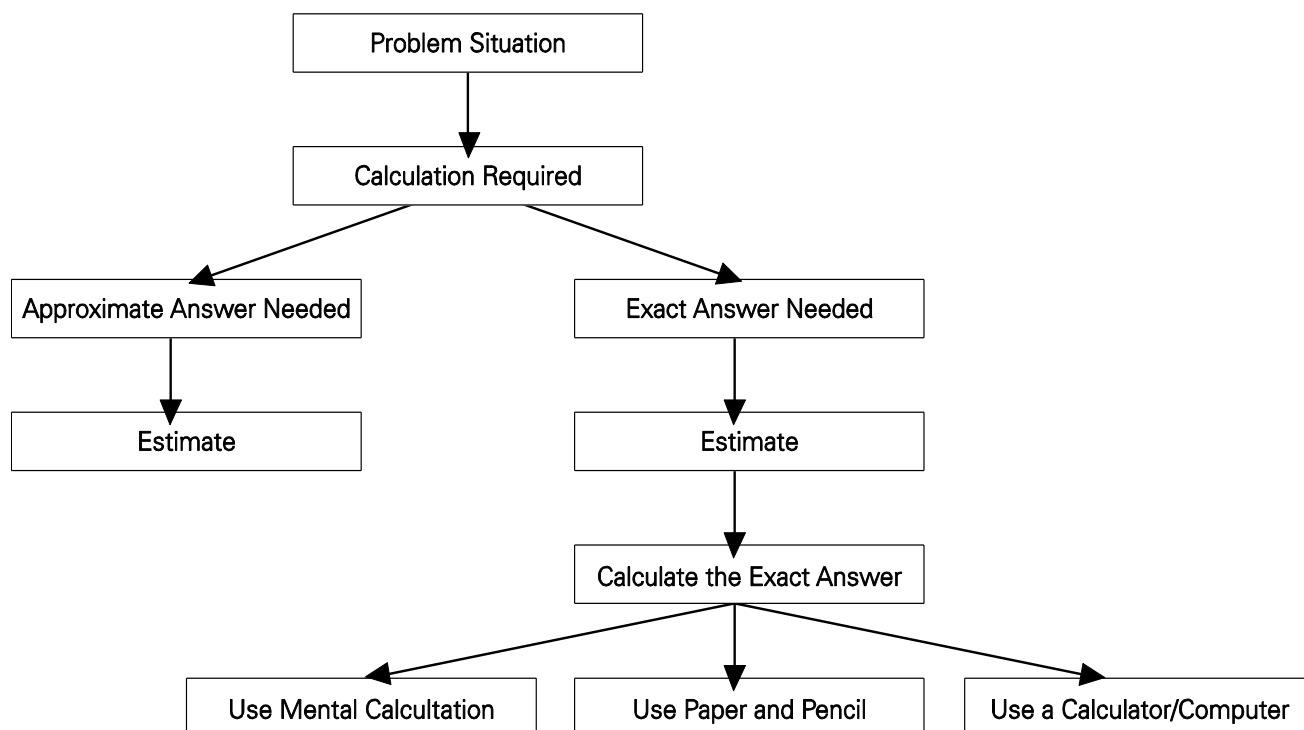 Problem Situation
Calculation Required
Approximate Answer Needed
Exact Answer Needed
Estimate
Estimate
Calculate the Exact Answer
Use Mental Calcultation
Use Paper and Pencil
Use a Calculator/Computer